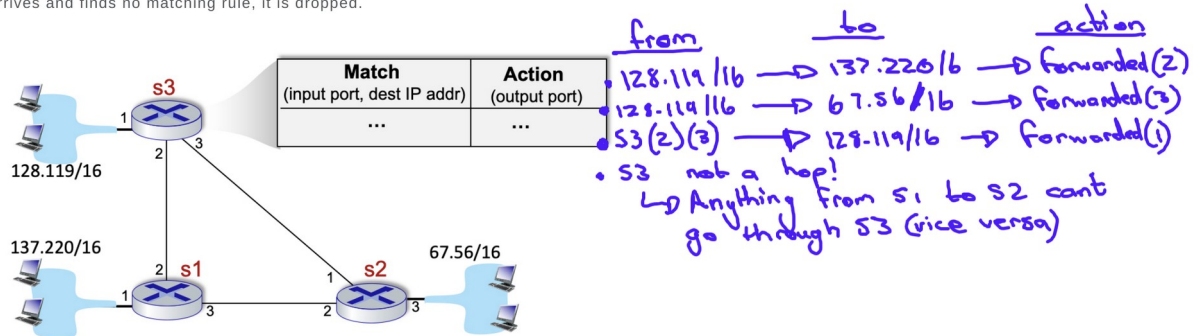 rrives and finds no matching rule, it is dropped.
from to action
• 128.119/16 → 137.220/16 → forwarded(2)
• 128.119/16 → 67.56/16 → forwarded(3)
• S3(2)(3) → 128.119/16 → forwarded(1)
• S3 not a hop!
↳ Anything from S1 to S2 cant
go through S3 (vice versa)
Match Action
(input port, dest IP addr) (output port)
... ...
s3
1
2
3
128.119/16
137.220/16
2 s1
1
3
67.56/16
1 s2
2
3